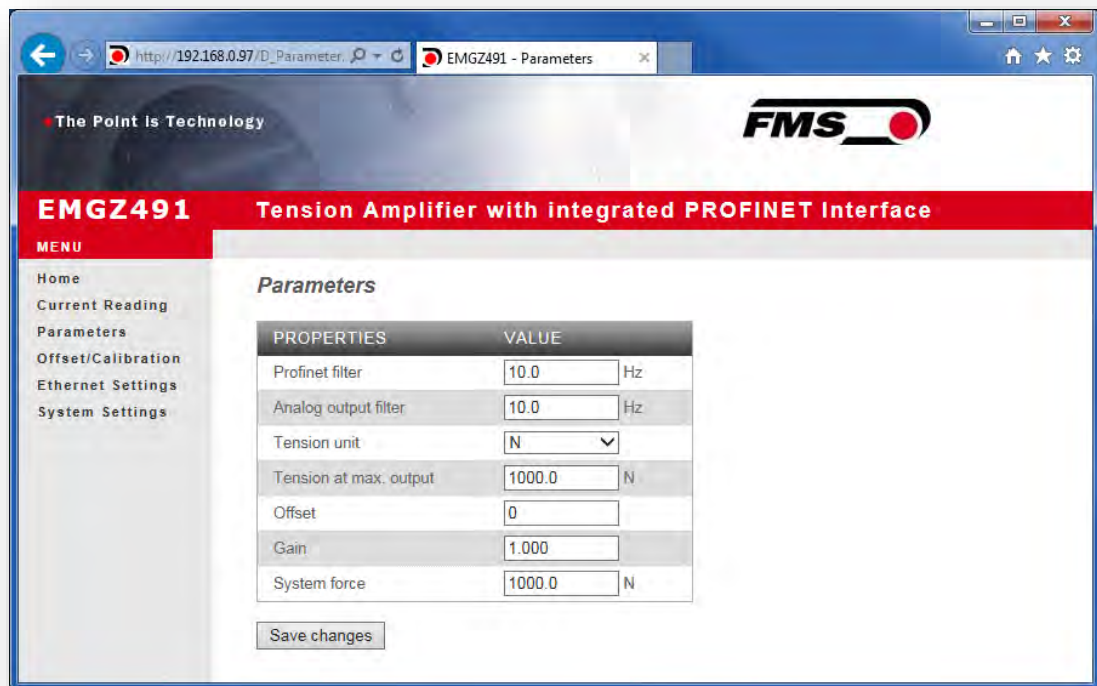 http://192.168.0.97/D_Parameter.
EMGZ491 - Parameters
The Point is Technology
FMS
EMGZ491 Tension Amplifier with integrated PROFINET Interface
MENU
Home
Current Reading
Parameters
Offset/Calibration
Ethernet Settings
System Settings
Parameters
PROPERTIES VALUE
Profinet filter 10.0 Hz
Analog output filter 10.0 Hz
Tension unit N
Tension at max. output 1000.0 N
Offset 0
Gain 1.000
System force 1000.0 N
Save changes